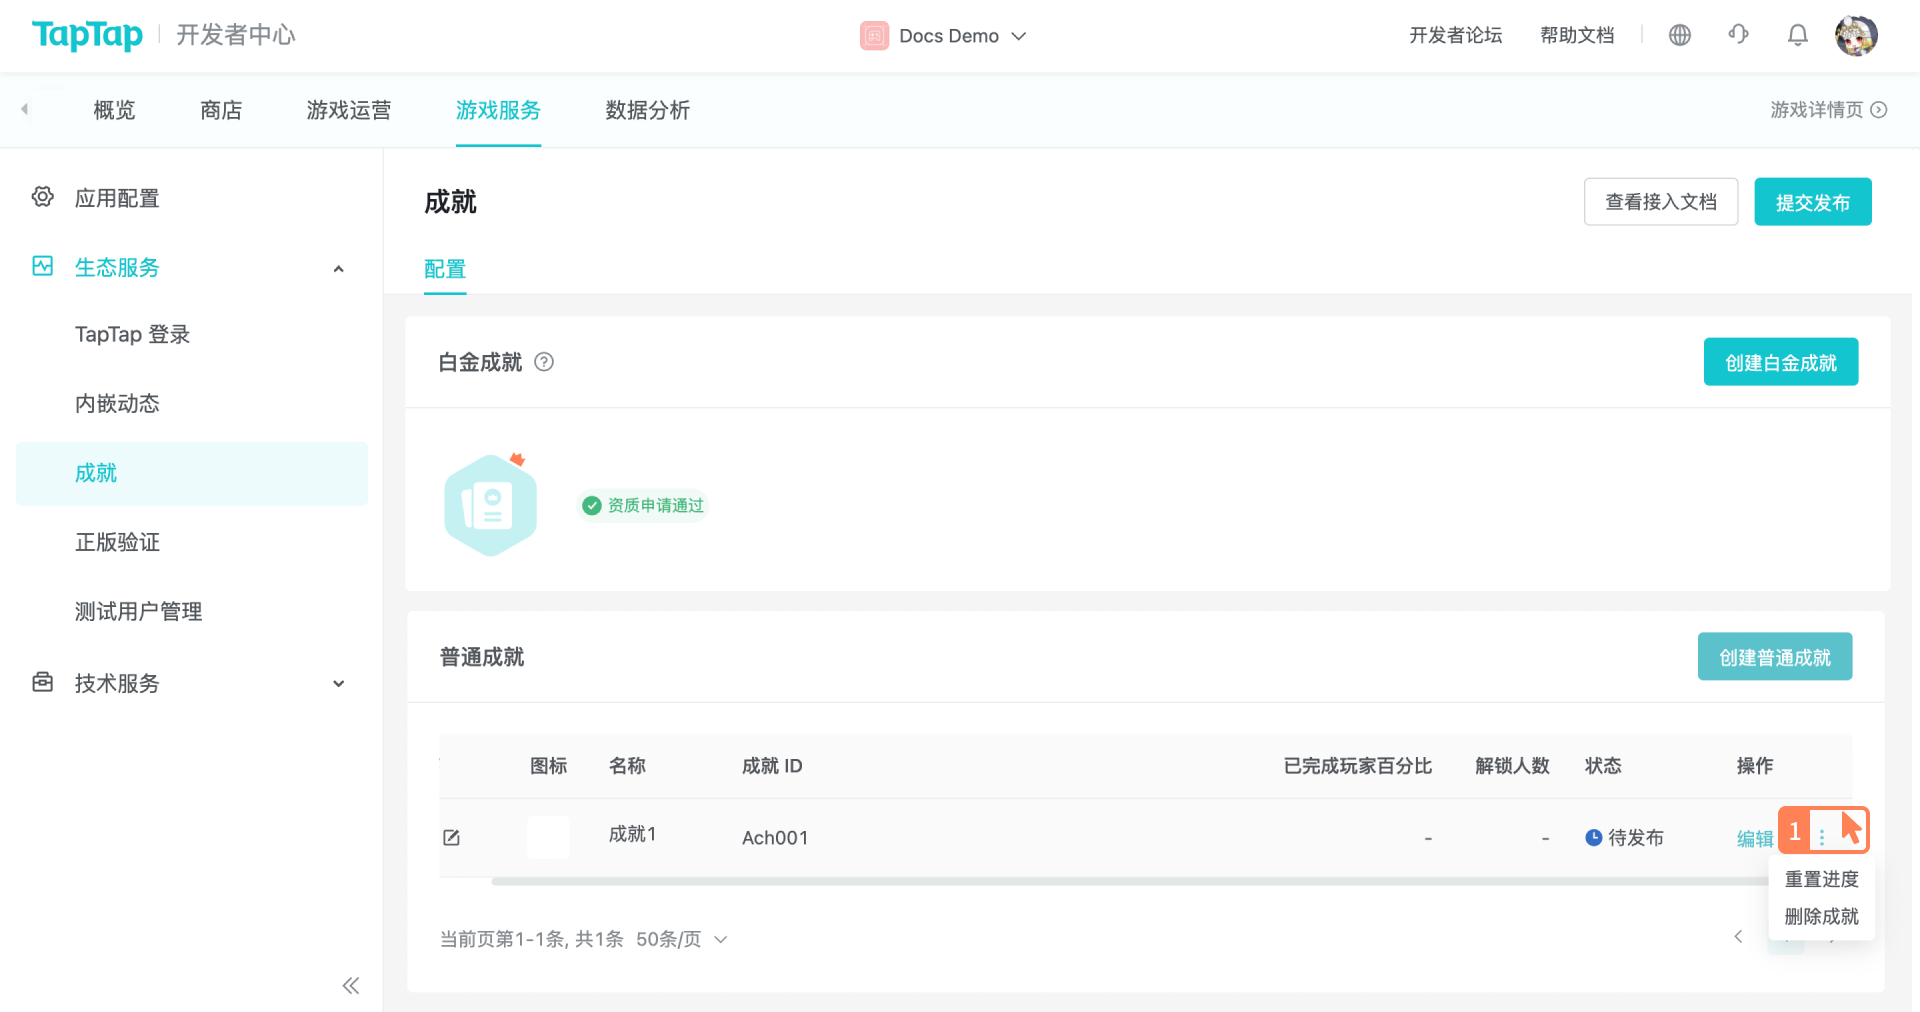 TapTap 开发者中心
Docs Demo
开发者论坛 帮助文档
概览 商店 游戏运营 游戏服务 数据分析
游戏详情页
应用配置
生态服务
TapTap 登录
内嵌动态
成就
正版验证
测试用户管理
技术服务
成就
查看接入文档 提交发布
配置
白金成就
创建白金成就
资质申请通过
普通成就
创建普通成就
图标 名称 成就 ID 已完成玩家百分比 解锁人数 状态 操作
成就1 Ach001 - - 待发布 编辑 1
重置进度
删除成就
当前页第1-1条, 共1条 50条/页